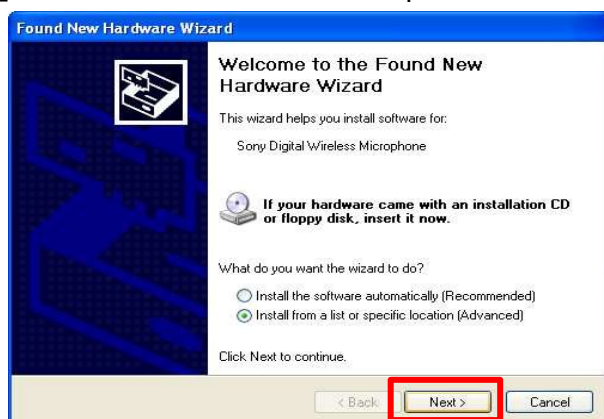 Found New Hardware Wizard
Welcome to the Found New
Hardware Wizard
This wizard helps you install software for:
Sony Digital Wireless Microphone
If your hardware came with an installation CD
or floppy disk, insert it now.
What do you want the wizard to do?
Install the software automatically (Recommended)
Install from a list or specific location (Advanced)
Click Next to continue.
< Back Next > Cancel